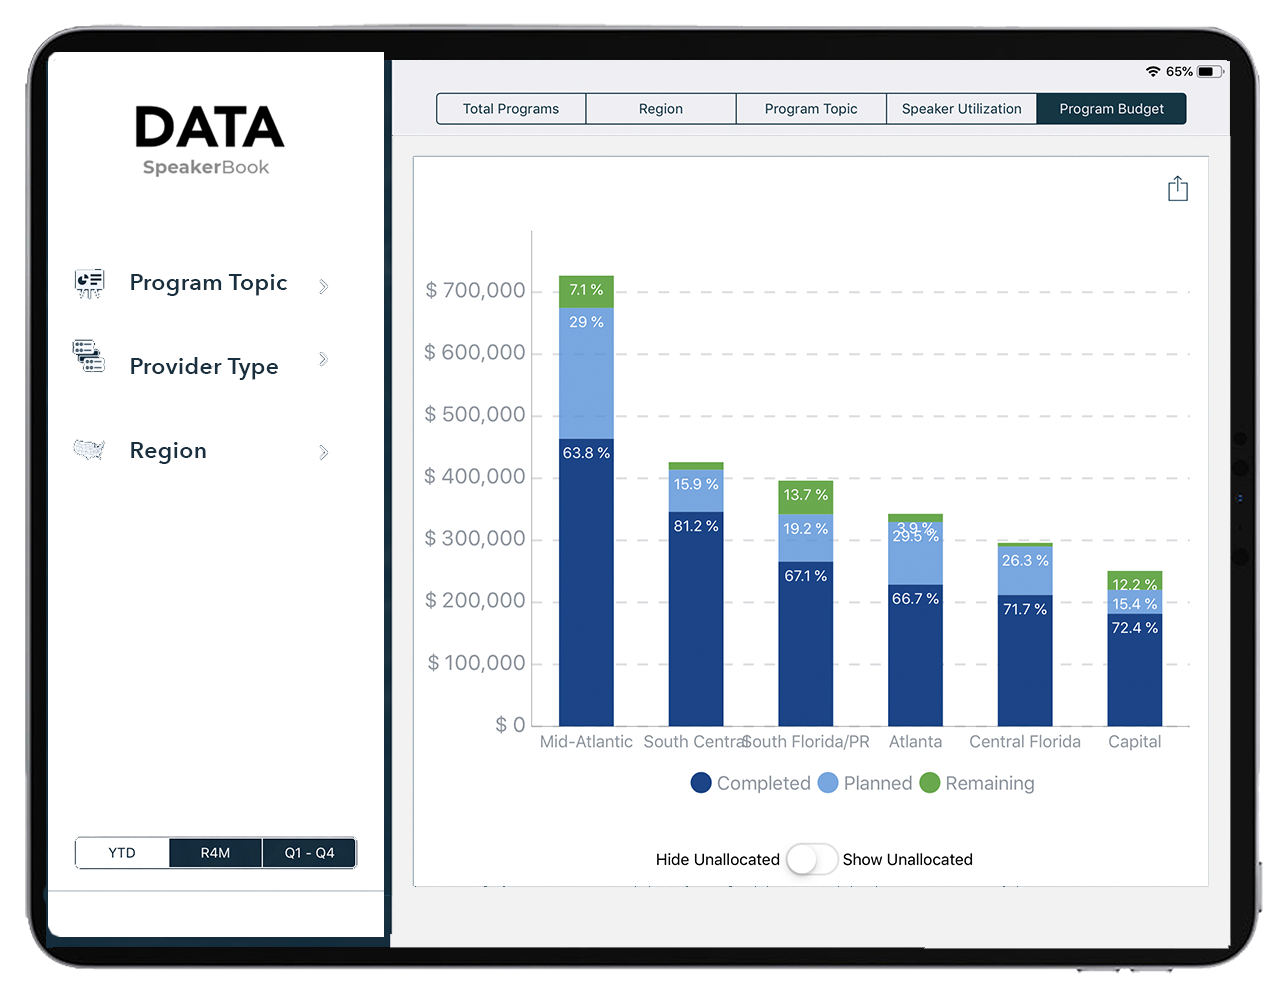 65%
DATA
SpeakerBook
Total Programs
Region
Program Topic
Speaker Utilization
Program Budget
Program Topic
Provider Type
Region
YTD
R4M
Q1 - Q4
$ 700,000
$ 600,000
$ 500,000
$ 400,000
$ 300,000
$ 200,000
$ 100,000
$ 0
7.1 %
29 %
63.8 %
15.9 %
81.2 %
13.7 %
19.2 %
67.1 %
3.9 %
29.5 %
66.7 %
26.3 %
71.7 %
12.2 %
15.4 %
72.4 %
Mid-Atlantic
South Central
South Florida/PR
Atlanta
Central Florida
Capital
Completed
Planned
Remaining
Hide Unallocated
Show Unallocated